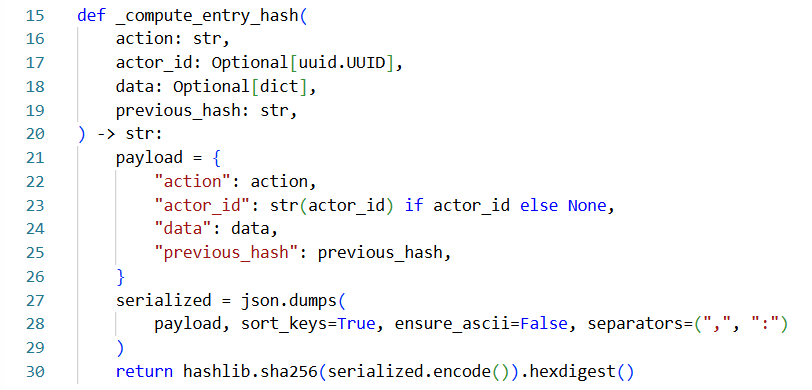 15 def _compute_entry_hash(
16     action: str,
17     actor_id: Optional[uuid.UUID],
18     data: Optional[dict],
19     previous_hash: str,
20 ) -> str:
21     payload = {
22         "action": action,
23         "actor_id": str(actor_id) if actor_id else None,
24         "data": data,
25         "previous_hash": previous_hash,
26     }
27     serialized = json.dumps(
28         payload, sort_keys=True, ensure_ascii=False, separators=(",", ":")
29     )
30     return hashlib.sha256(serialized.encode()).hexdigest()